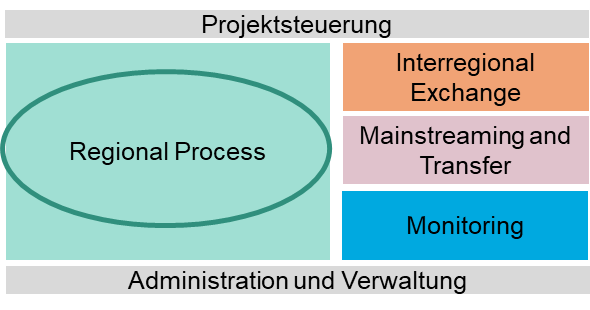 Projektsteuerung
Regional Process
Interregional
Exchange
Mainstreaming and
Transfer
Monitoring
Administration und Verwaltung